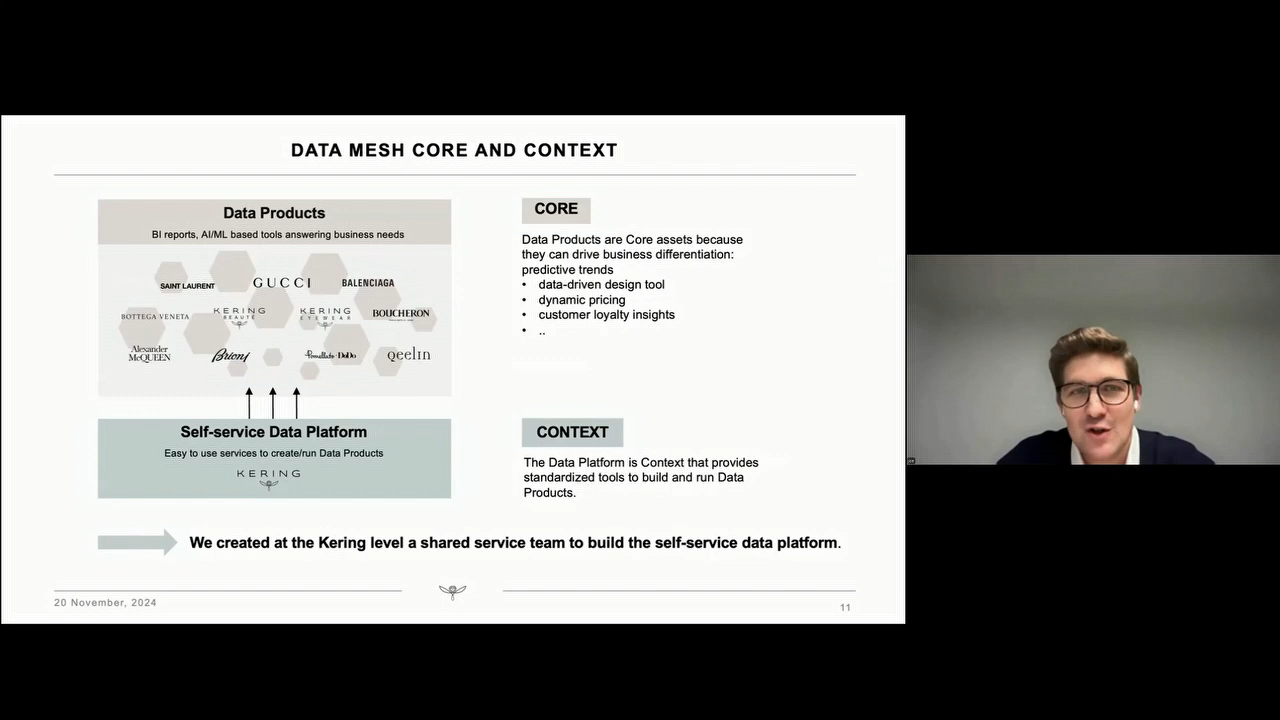 DATA MESH CORE AND CONTEXT
Data Products
BI reports, AI/ML based tools answering business needs
SAINT LAURENT
GUCCI
BALENCIAGA
BOTTEGA VENETA
KERING
BEAUTÉ
KERING
EYEWEAR
BOUCHERON
Alexander
McQUEEN
Brioni
Pomellato
DoDo
qeelin
Self-service Data Platform
Easy to use services to create/run Data Products
KERING
CORE
Data Products are Core assets because
they can drive business differentiation:
predictive trends
• data-driven design tool
• dynamic pricing
• customer loyalty insights
• ..
CONTEXT
The Data Platform is Context that provides
standardized tools to build and run Data
Products.
We created at the Kering level a shared service team to build the self-service data platform.
20 November, 2024
11